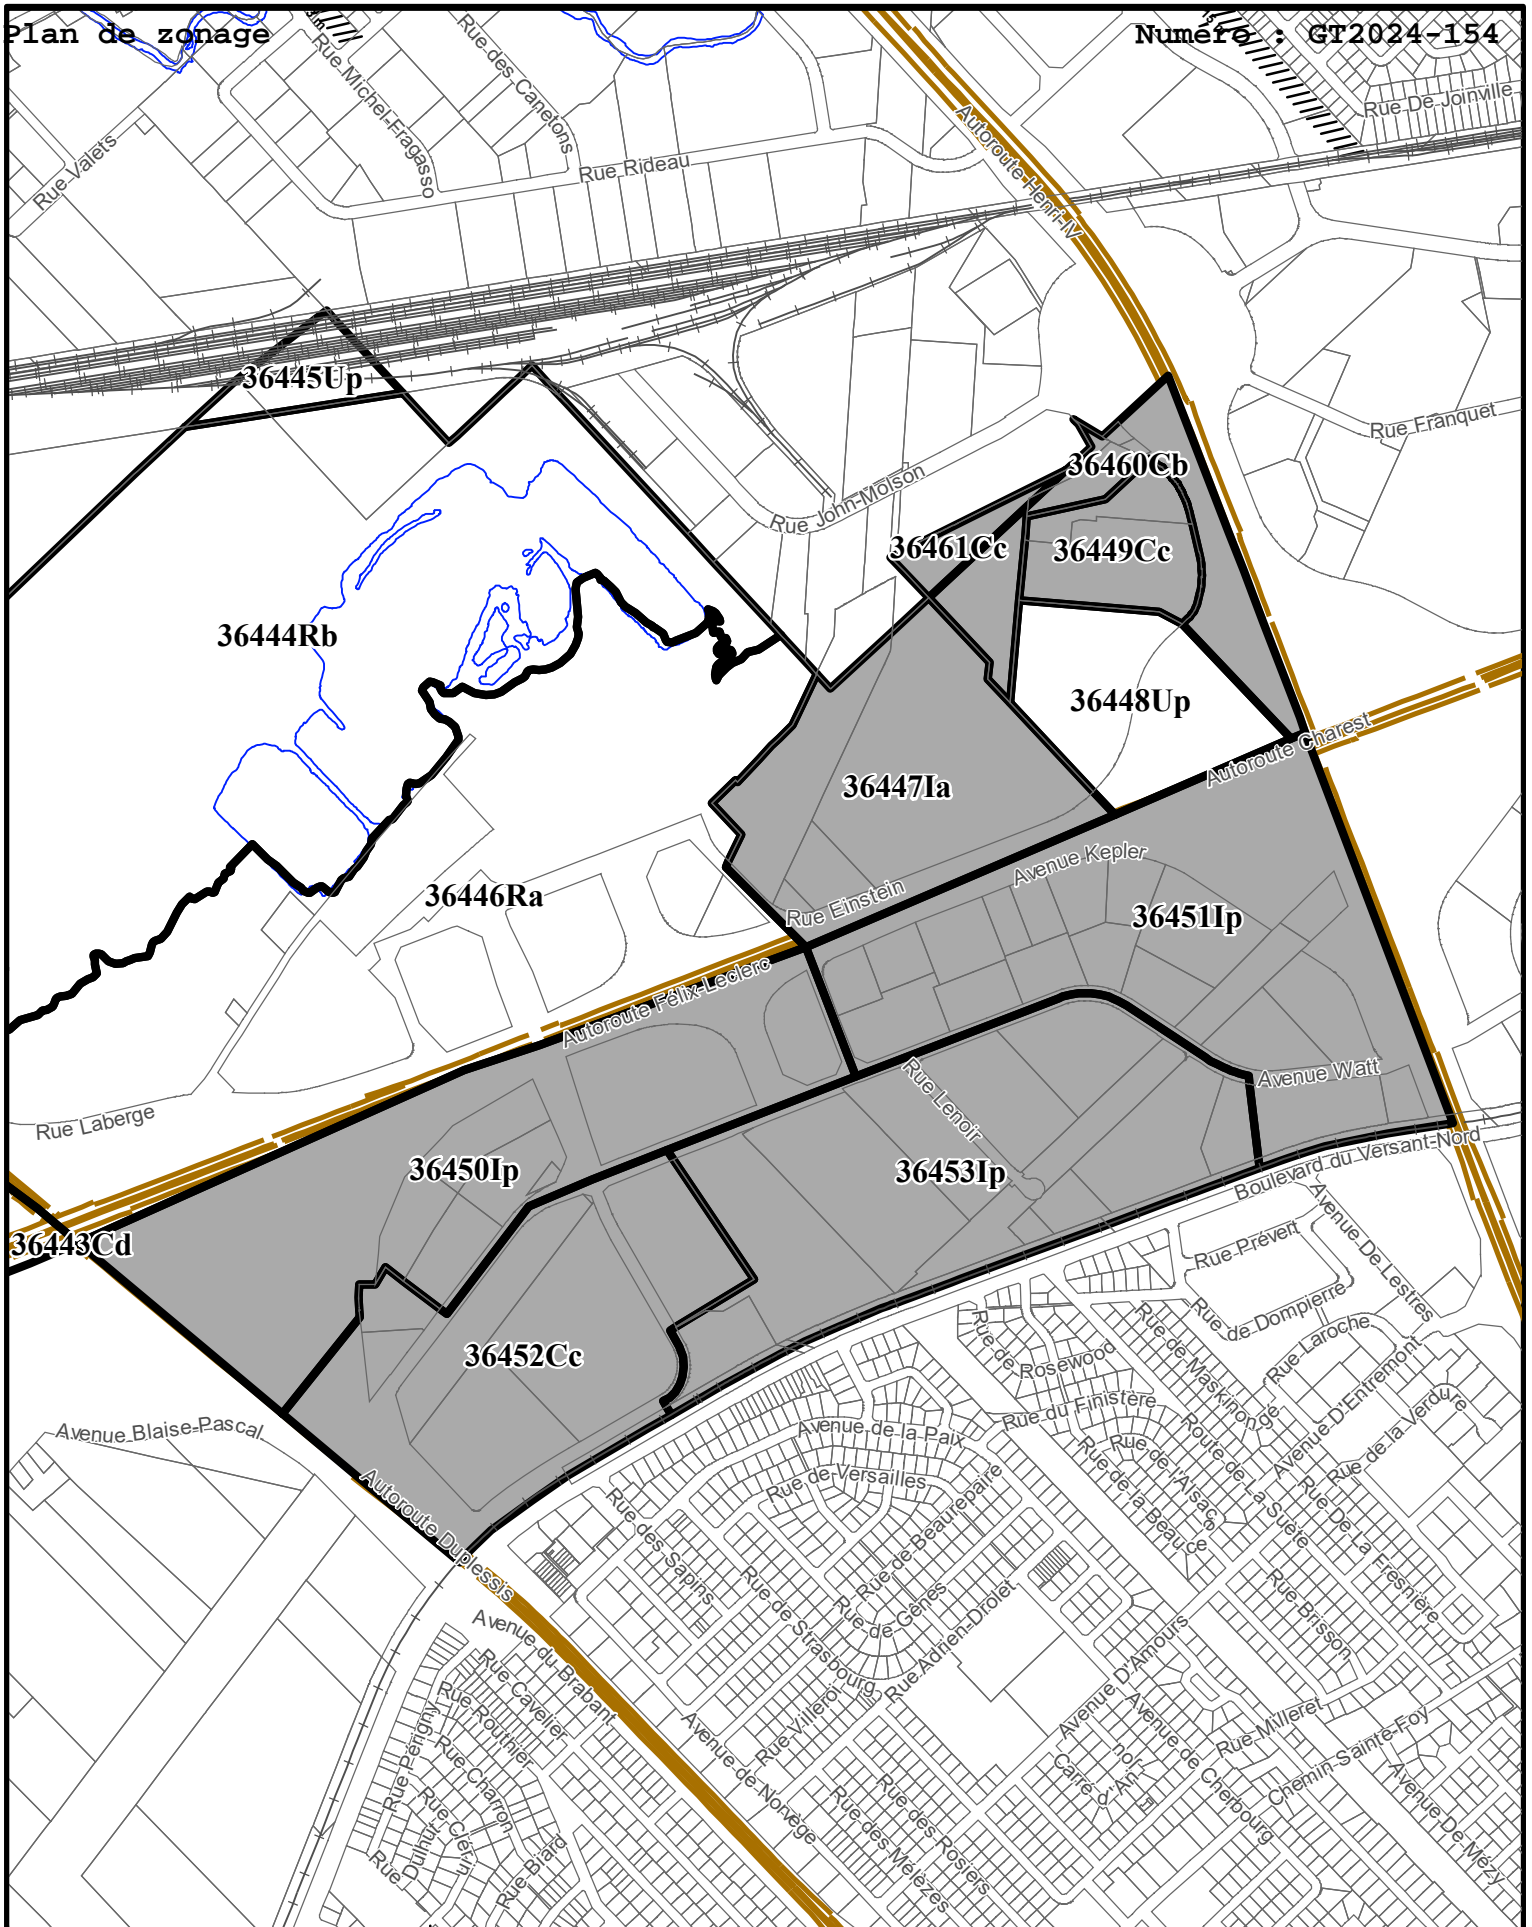 Plan de zonage
Numéro : GT2024-154
Rue Michel-Fragasso
Rue des Canetons
Rue De Joinville
Autoroute Henri-IV
Rue Valets
Rue Rideau
36445Up
Rue Franquet
36460Cb
Rue John-Molson
36461Cc
36449Cc
36444Rb
36448Up
Autoroute Charest
36447Ia
Avenue Kepler
36446Ra
Rue Einstein
36451Ip
Autoroute Félix-Leclerc
Rue Lenoir
Avenue Watt
Rue Laberge
36450Ip
36453Ip
Boulevard du Versant-Nord
36443Cd
Rue Prévert
Avenue De Lestres
Rue de Dompierre
36452Cc
Rue de Rosewood
Rue de Maskinongé
Rue Laroche
Avenue D'Entremont
Avenue Blaise-Pascal
Avenue de la Paix
Rue du Finistère
Rue de la Verdure
Rue de Versailles
Rue de l'Alsace
Route de La Suète
Rue de la Beauce
Autoroute Duplessis
Rue des Sapins
Rue de Beaurepaire
Rue De La Fresnière
Rue de Strasbourg
Rue de Gênes
Rue Adrien-Drolet
Rue Brisson
Avenue du Brabant
Rue Cavelier
Rue Villeroi
Avenue D'Amours
Rue Routhier
Rue Périgny
Avenue de Norvège
Avenue de Cherbourg
Rue Milleret
Chemin Sainte-Foy
Rue Charron
Carré d'Anjou
Avenue De Mézy
Rue des Rosiers
Rue des Mélèzes
Rue Dulhut
Rue Biard